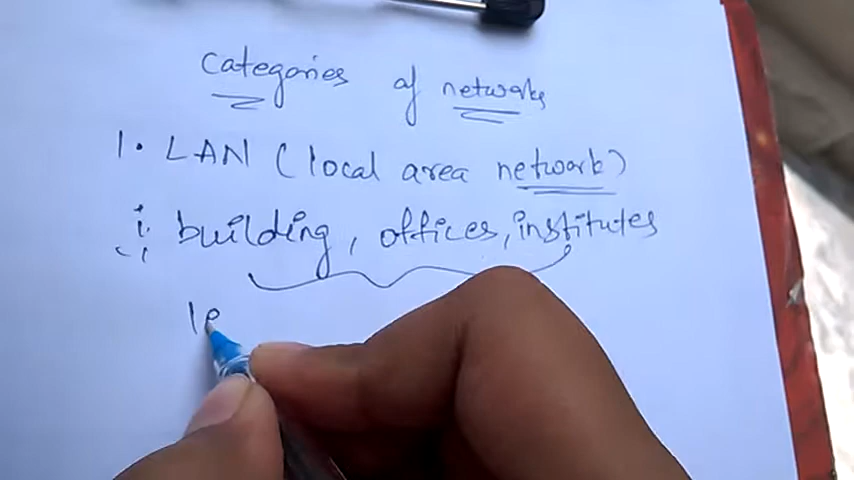 categories of networks
1. LAN (local area network)
i building, offices, institutes
le